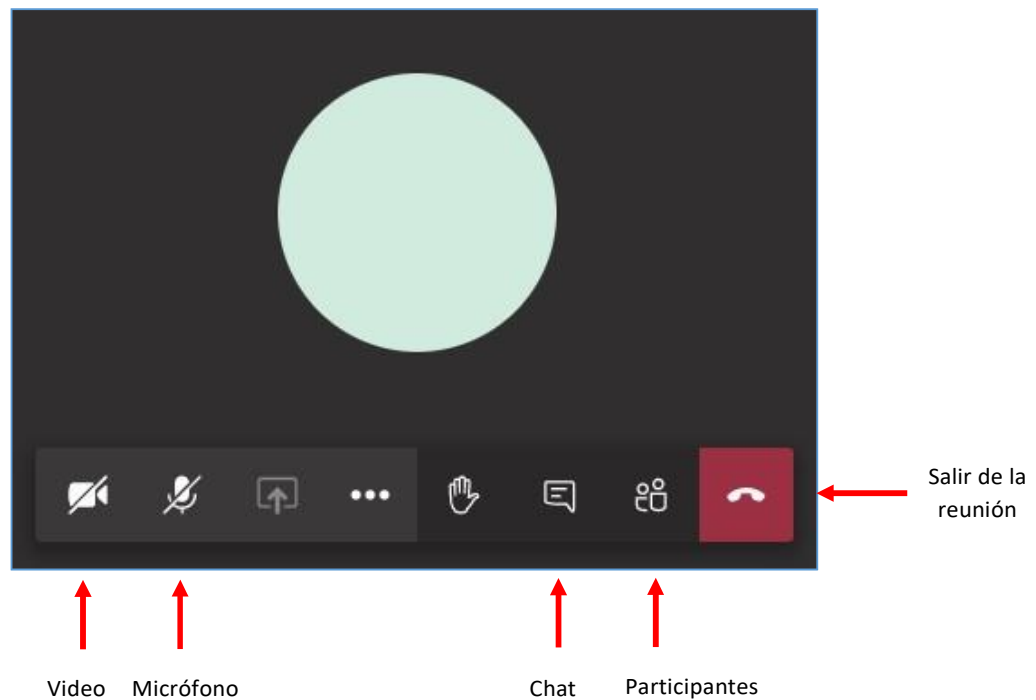 Salir de la
reunión
Video
Micrófono
Chat
Participantes